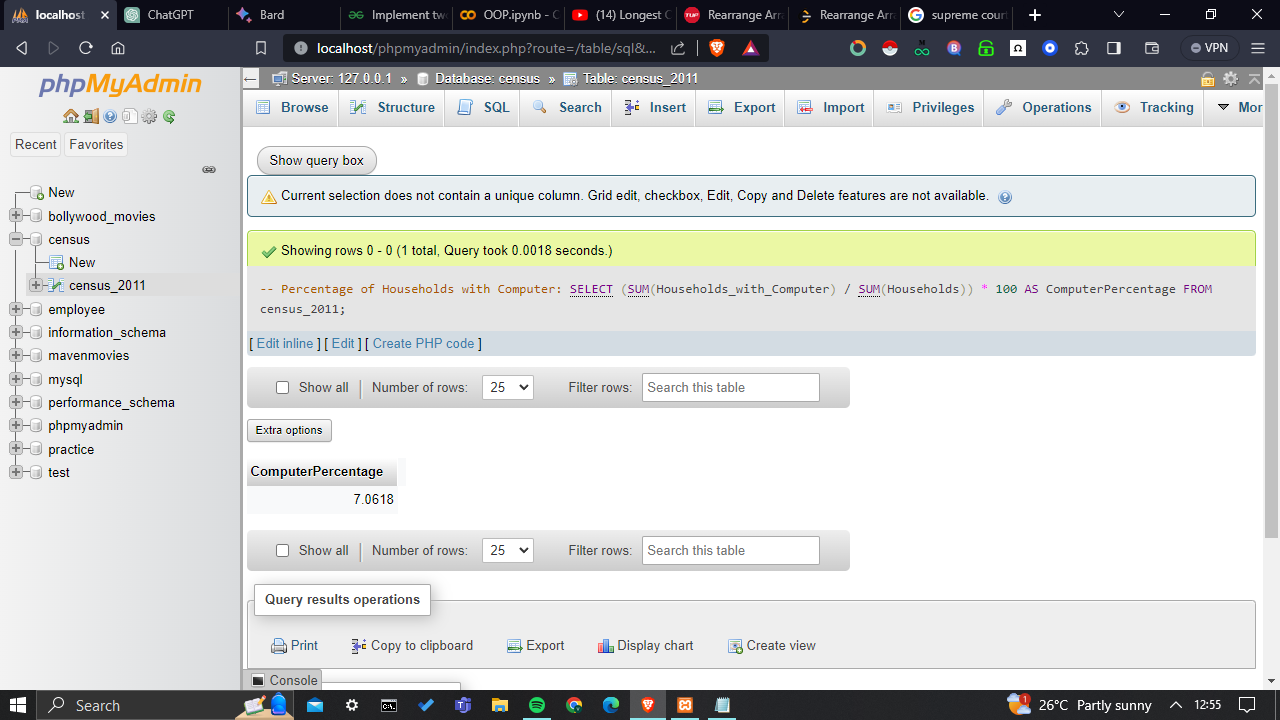 localhost
ChatGPT
Bard
Implement tw
OOP.ipynb - C
(14) Longest C
Rearrange Arr
Rearrange Arr
supreme cour
localhost/phpmyadmin/index.php?route=/table/sql&...
VPN
phpMyAdmin
Recent
Favorites
New
bollywood_movies
census
New
census_2011
employee
information_schema
mavenmovies
mysql
performance_schema
phpmyadmin
practice
test
Server: 127.0.0.1 » Database: census » Table: census_2011
Browse
Structure
SQL
Search
Insert
Export
Import
Privileges
Operations
Tracking
Mor
Show query box
Current selection does not contain a unique column. Grid edit, checkbox, Edit, Copy and Delete features are not available.
Showing rows 0 - 0 (1 total, Query took 0.0018 seconds.)
-- Percentage of Households with Computer: SELECT (SUM(Households_with_Computer) / SUM(Households)) * 100 AS ComputerPercentage FROM
census_2011;
[ Edit inline ] [ Edit ] [ Create PHP code ]
Show all
Number of rows:
25
Filter rows:
Search this table
Extra options
ComputerPercentage
7.0618
Show all
Number of rows:
25
Filter rows:
Search this table
Query results operations
Print
Copy to clipboard
Export
Display chart
Create view
Console
Search
1
26°C Partly sunny
12:55